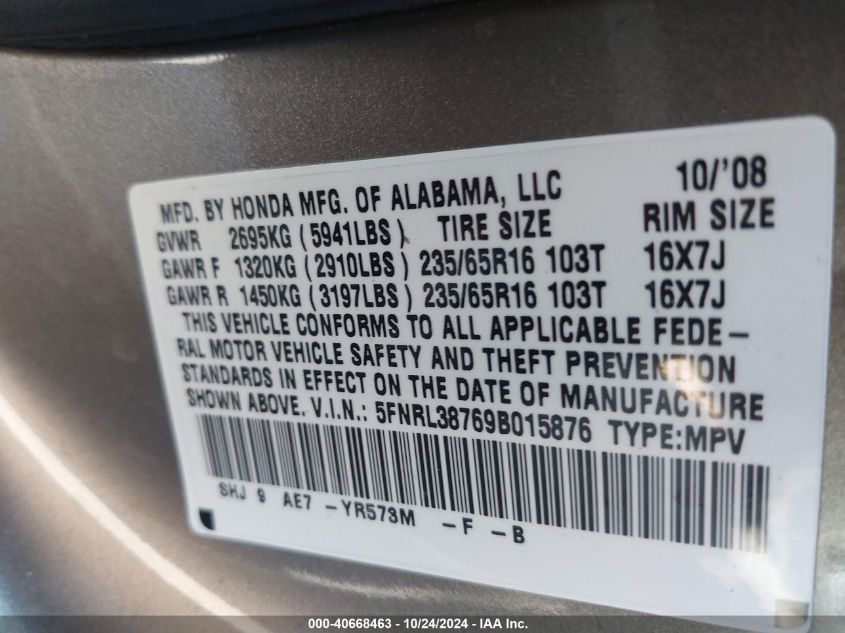 MFD. BY HONDA MFG. OF ALABAMA, LLC 10/'08
GVWR 2695KG (5941LBS) TIRE SIZE RIM SIZE
GAWR F 1320KG (2910LBS) 235/65R16 103T 16X7J
GAWR R 1450KG (3197LBS) 235/65R16 103T 16X7J
THIS VEHICLE CONFORMS TO ALL APPLICABLE FEDE-
RAL MOTOR VEHICLE SAFETY AND THEFT PREVENTION
STANDARDS IN EFFECT ON THE DATE OF MANUFACTURE
SHOWN ABOVE. V.I.N.: 5FNRL38769B015876 TYPE:MPV
SHJ 9 AE7 -YR573M -F -B
000-40668463 - 10/24/2024 - IAA Inc.